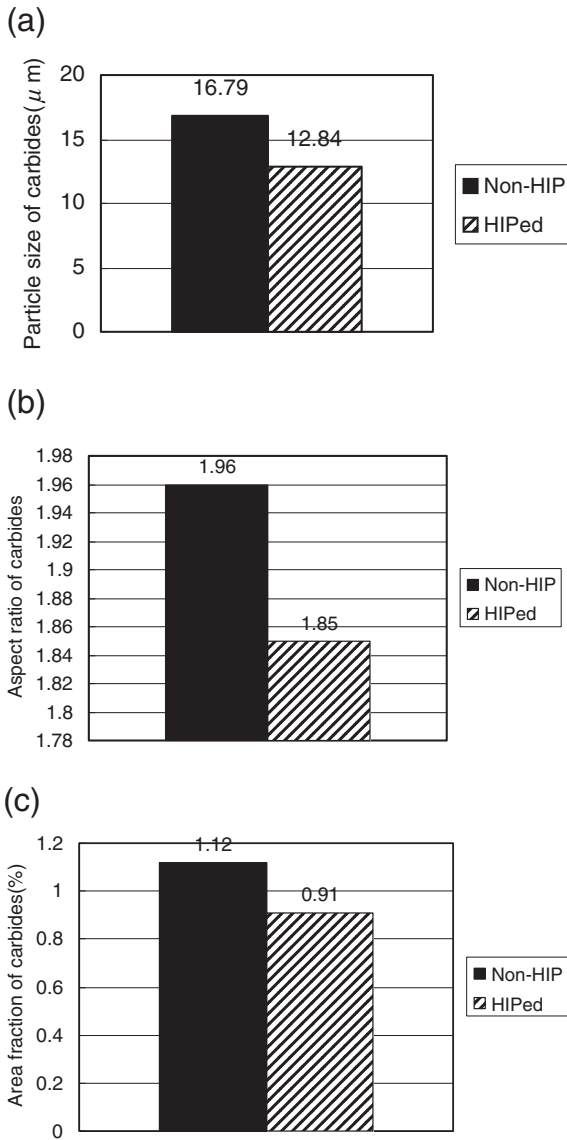 (a)
Particle size of carbides(μ m)
20
15
10
5
0
16.79
12.84
Non-HIP
HIPed
(b)
Aspect ratio of carbides
1.98
1.96
1.94
1.92
1.9
1.88
1.86
1.84
1.82
1.8
1.78
1.96
1.85
Non-HIP
HIPed
(c)
Area fraction of carbides(%)
1.2
1
0.8
0.6
0.4
0.2
0
1.12
0.91
Non-HIP
HIPed